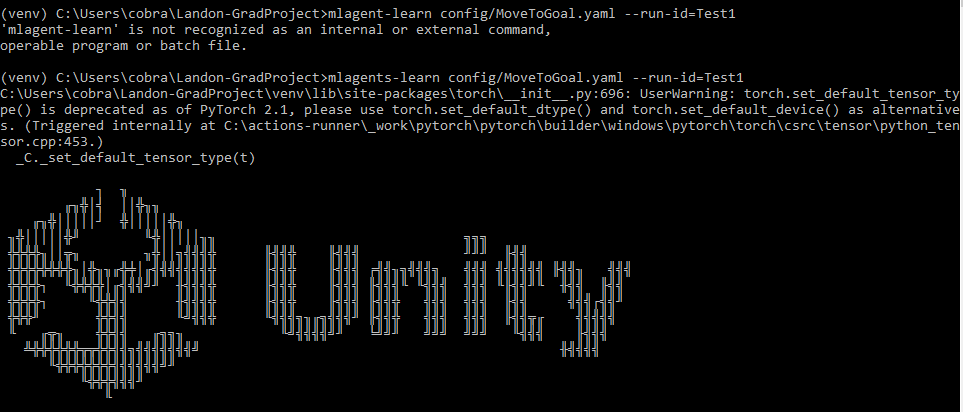 (venv) C:\Users\cobra\Landon-GradProject>mlagent-learn config/MoveToGoal.yaml --run-id=Test1
'mlagent-learn' is not recognized as an internal or external command,
operable program or batch file.
(venv) C:\Users\cobra\Landon-GradProject>mlagents-learn config/MoveToGoal.yaml --run-id=Test1
C:\Users\cobra\Landon-GradProject\venv\lib\site-packages\torch\__init__.py:696: UserWarning: torch.set_default_tensor_ty
pe() is deprecated as of PyTorch 2.1, please use torch.set_default_dtype() and torch.set_default_device() as alternative
s. (Triggered internally at C:\actions-runner\_work\pytorch\pytorch\builder\windows\pytorch\torch\csrc\tensor\python_ten
sor.cpp:453.)
  _C._set_default_tensor_type(t)
Unity